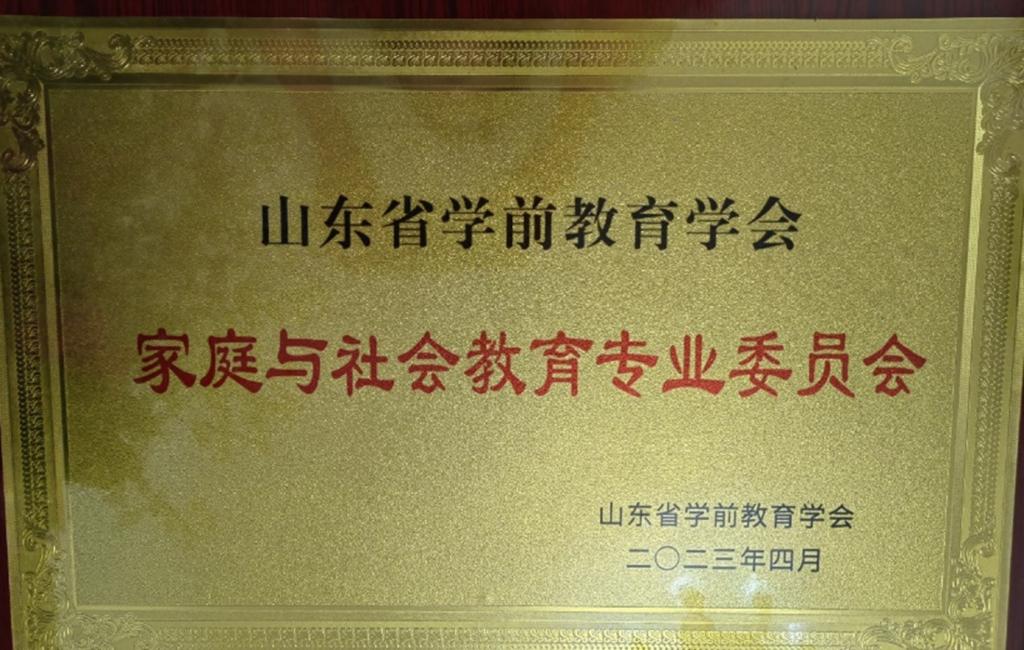 山东省学前教育学会
家庭与社会教育专业委员会
山东省学前教育学会
二〇二三年四月